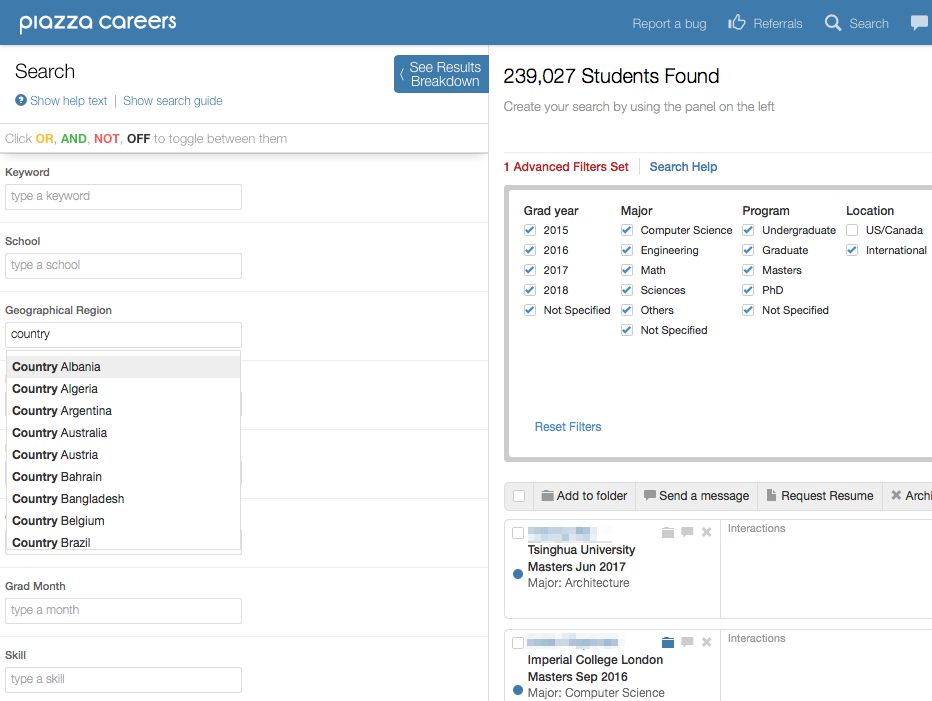 piazza careers
Report a bug
Referrals
Search
Search
See Results
Breakdown
? Show help text | Show search guide
Click OR, AND, NOT, OFF to toggle between them
Keyword
type a keyword
School
type a school
Geographical Region
country
Country Albania
Country Algeria
Country Argentina
Country Australia
Country Austria
Country Bahrain
Country Bangladesh
Country Belgium
Country Brazil
Grad Month
type a month
Skill
type a skill
239,027 Students Found
Create your search by using the panel on the left
1 Advanced Filters Set
Search Help
Grad year
2015
2016
2017
2018
Not Specified
Major
Computer Science
Engineering
Math
Sciences
Others
Not Specified
Program
Undergraduate
Graduate
Masters
PhD
Not Specified
Location
US/Canada
International
Reset Filters
Add to folder
Send a message
Request Resume
Archi
Tsinghua University
Masters Jun 2017
Major: Architecture
Interactions
Imperial College London
Masters Sep 2016
Major: Computer Science
Interactions